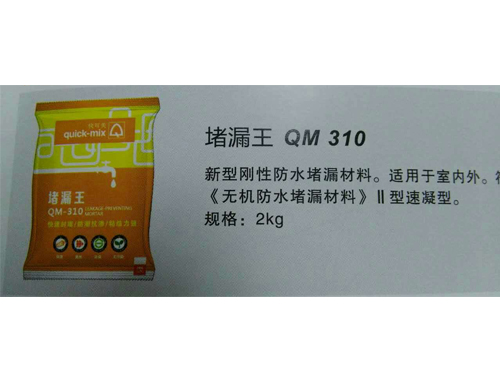 quick-mix
堵漏王
QM-310
堵漏王 QM 310
新型刚性防水堵漏材料。适用于室内外。符
《无机防水堵漏材料》Ⅱ型速凝型。
规格：2kg